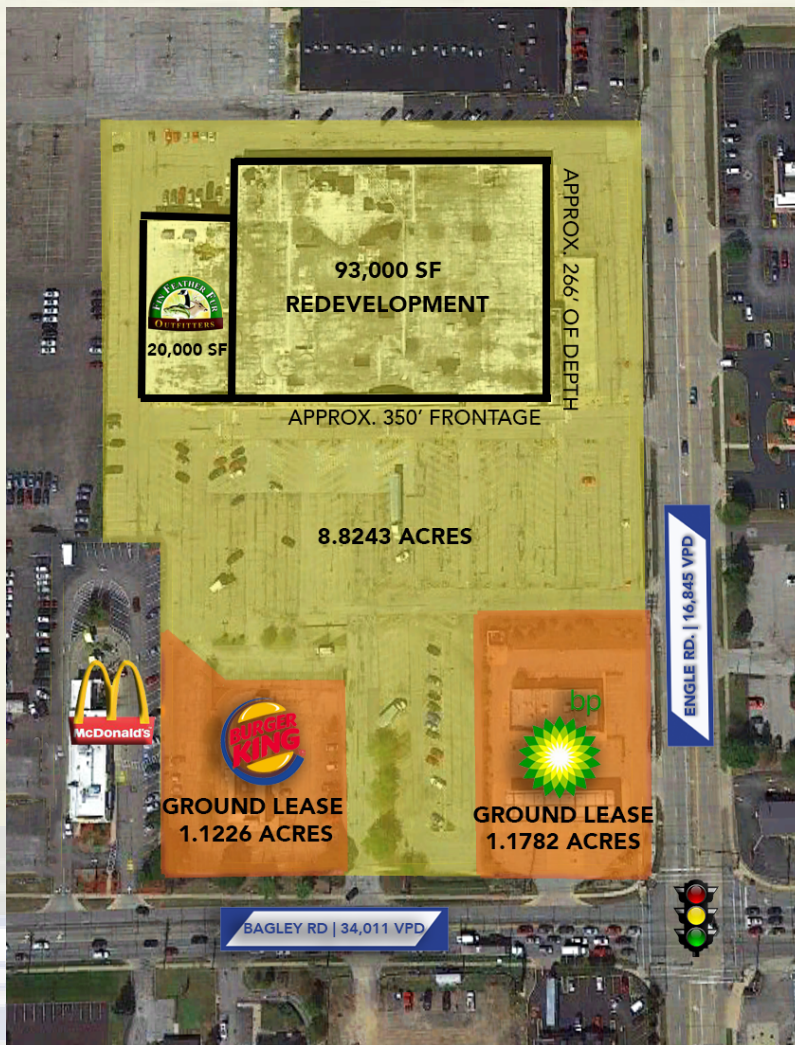 APPROX. 266' OF DEPTH
93,000 SF
REDEVELOPMENT
FIN FEATHER FUR
OUTFITTERS
20,000 SF
APPROX. 350' FRONTAGE
8.8243 ACRES
ENGLE RD. | 16,845 VPD
McDonald's
BURGER
KING
GROUND LEASE
1.1226 ACRES
bp
GROUND LEASE
1.1782 ACRES
BAGLEY RD | 34,011 VPD